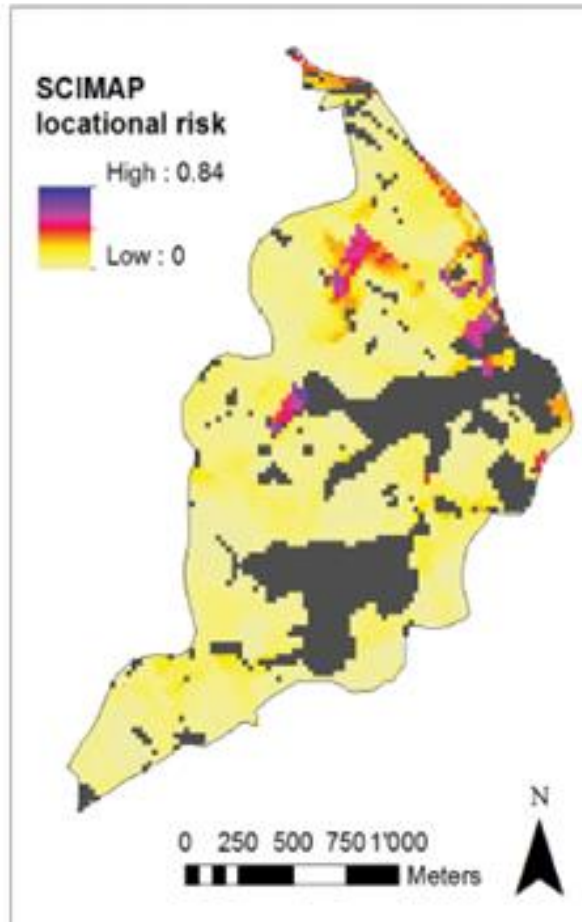 SCIMAP
locational risk
High : 0.84
Low : 0
N
0 250 500 750 1'000
Meters